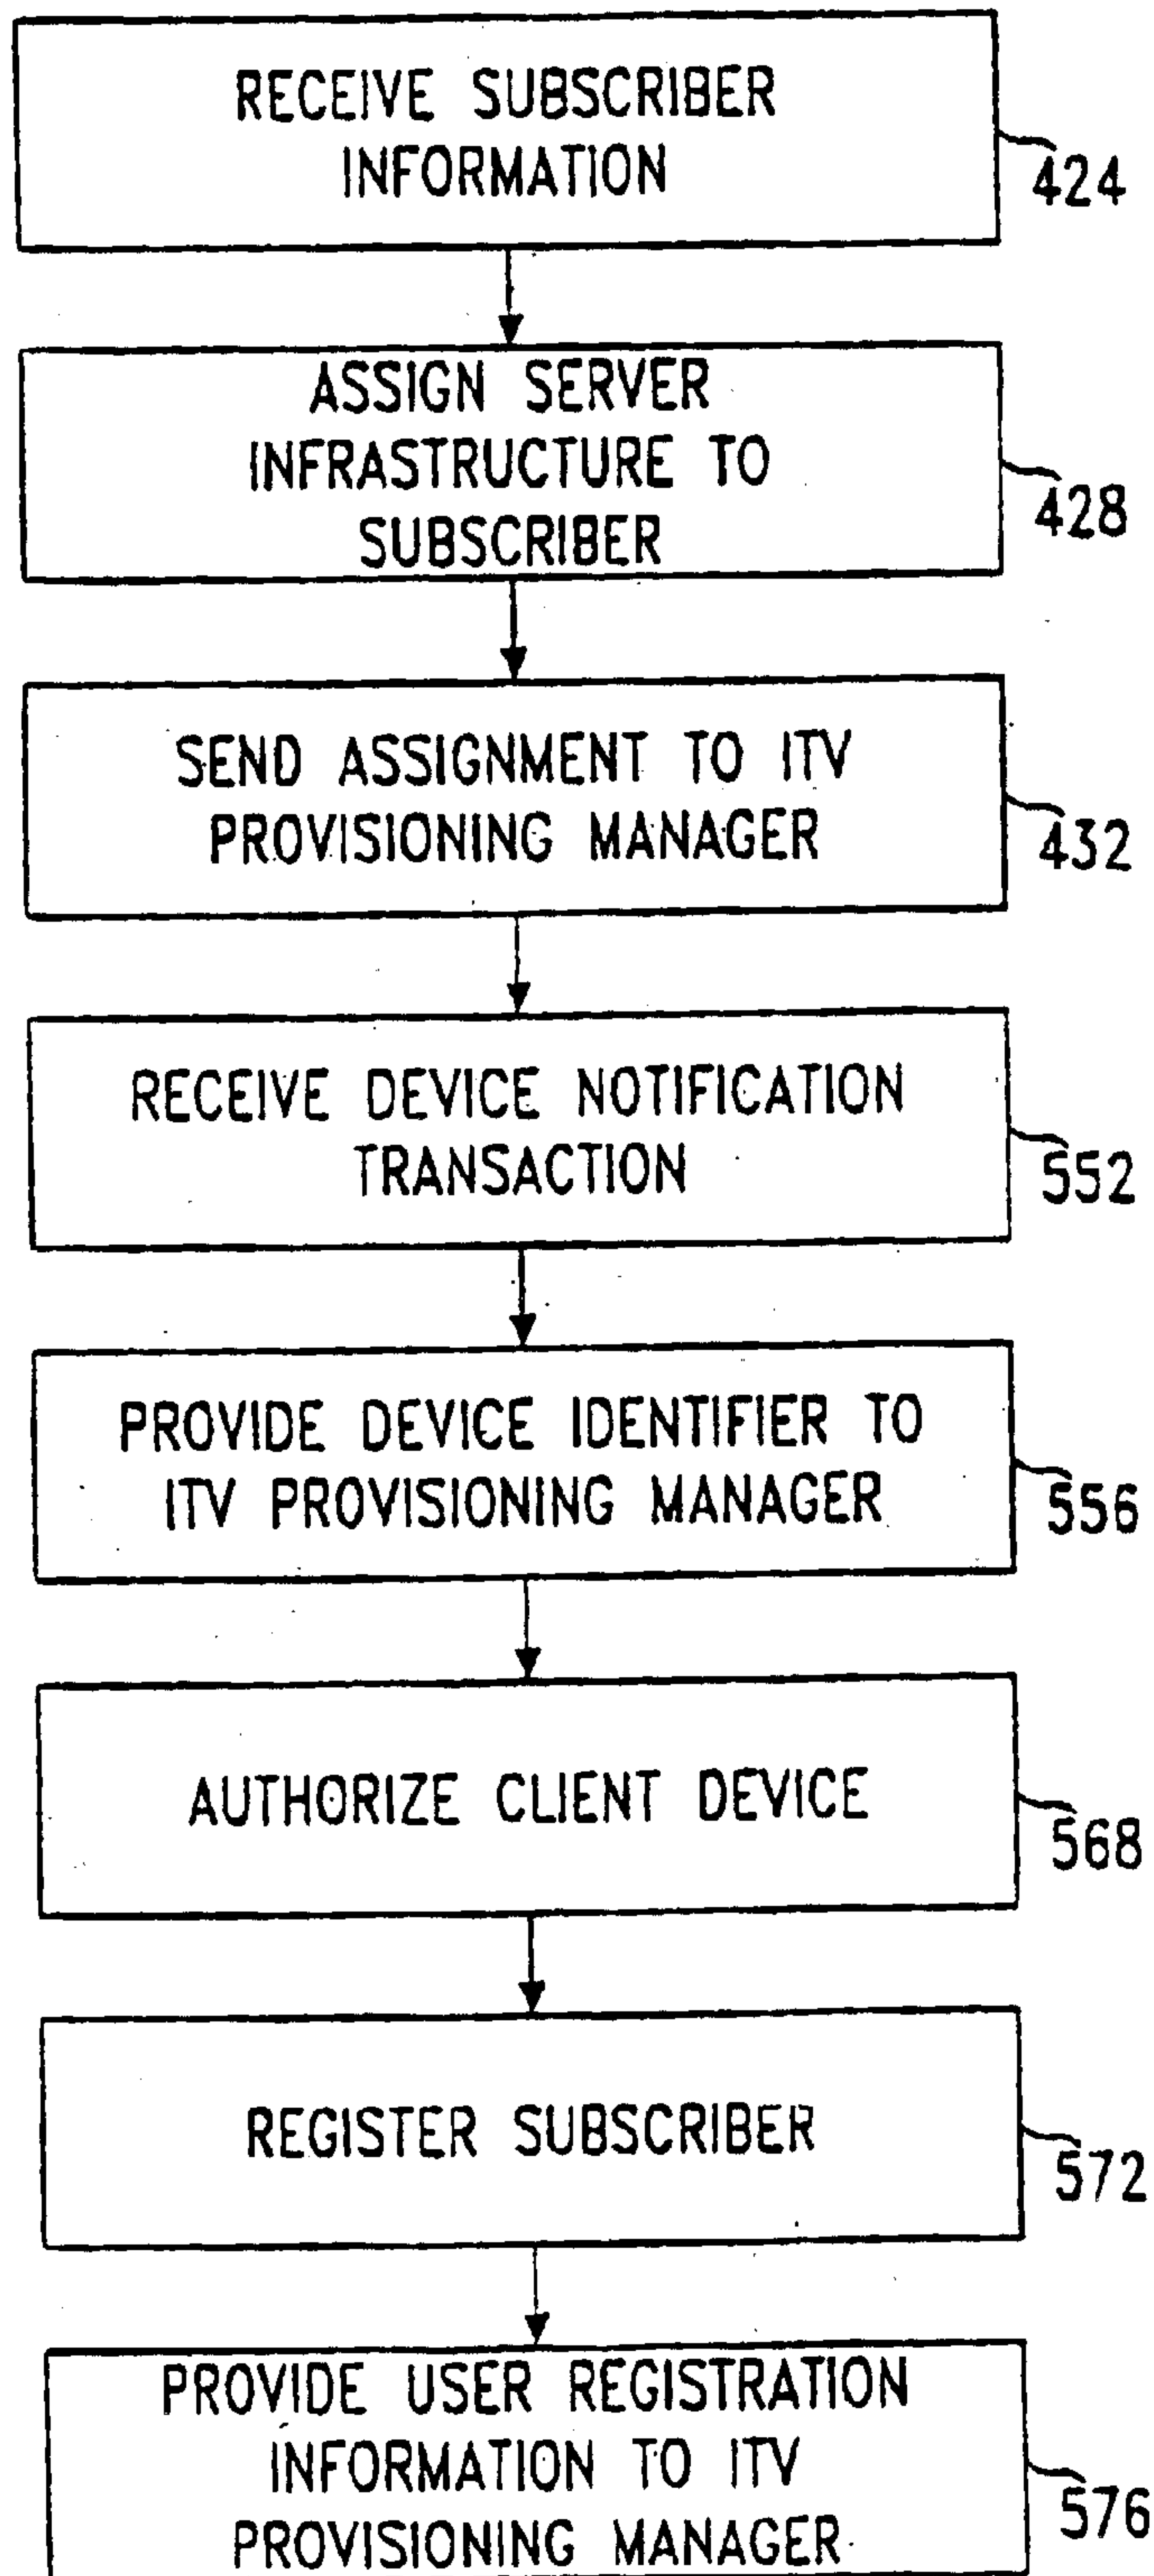 RECEIVE SUBSCRIBER
INFORMATION
424
ASSIGN SERVER
INFRASTRUCTURE TO
SUBSCRIBER
428
SEND ASSIGNMENT TO ITV
PROVISIONING MANAGER
432
RECEIVE DEVICE NOTIFICATION
TRANSACTION
552
PROVIDE DEVICE IDENTIFIER TO
ITV PROVISIONING MANAGER
556
AUTHORIZE CLIENT DEVICE
568
REGISTER SUBSCRIBER
572
PROVIDE USER REGISTRATION
INFORMATION TO ITV
PROVISIONING MANAGER
576